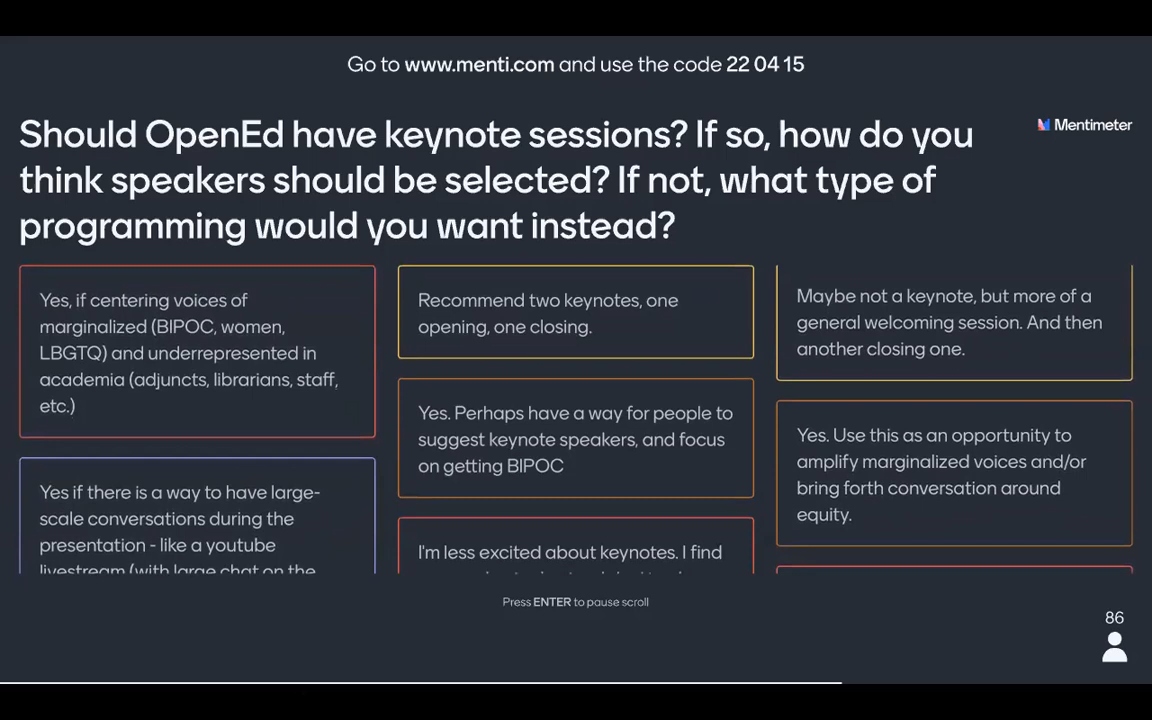 Go to www.menti.com and use the code 22 04 15
Should OpenEd have keynote sessions? If so, how do you
think speakers should be selected? If not, what type of
programming would you want instead?
Mentimeter
Yes, if centering voices of
marginalized (BIPOC, women,
LBGTQ) and underrepresented in
academia (adjuncts, librarians, staff,
etc.)
Yes if there is a way to have large-
scale conversations during the
presentation - like a youtube
livestream (with large chat on the
Recommend two keynotes, one
opening, one closing.
Yes. Perhaps have a way for people to
suggest keynote speakers, and focus
on getting BIPOC
I'm less excited about keynotes. I find
Maybe not a keynote, but more of a
general welcoming session. And then
another closing one.
Yes. Use this as an opportunity to
amplify marginalized voices and/or
bring forth conversation around
equity.
Press ENTER to pause scroll
86